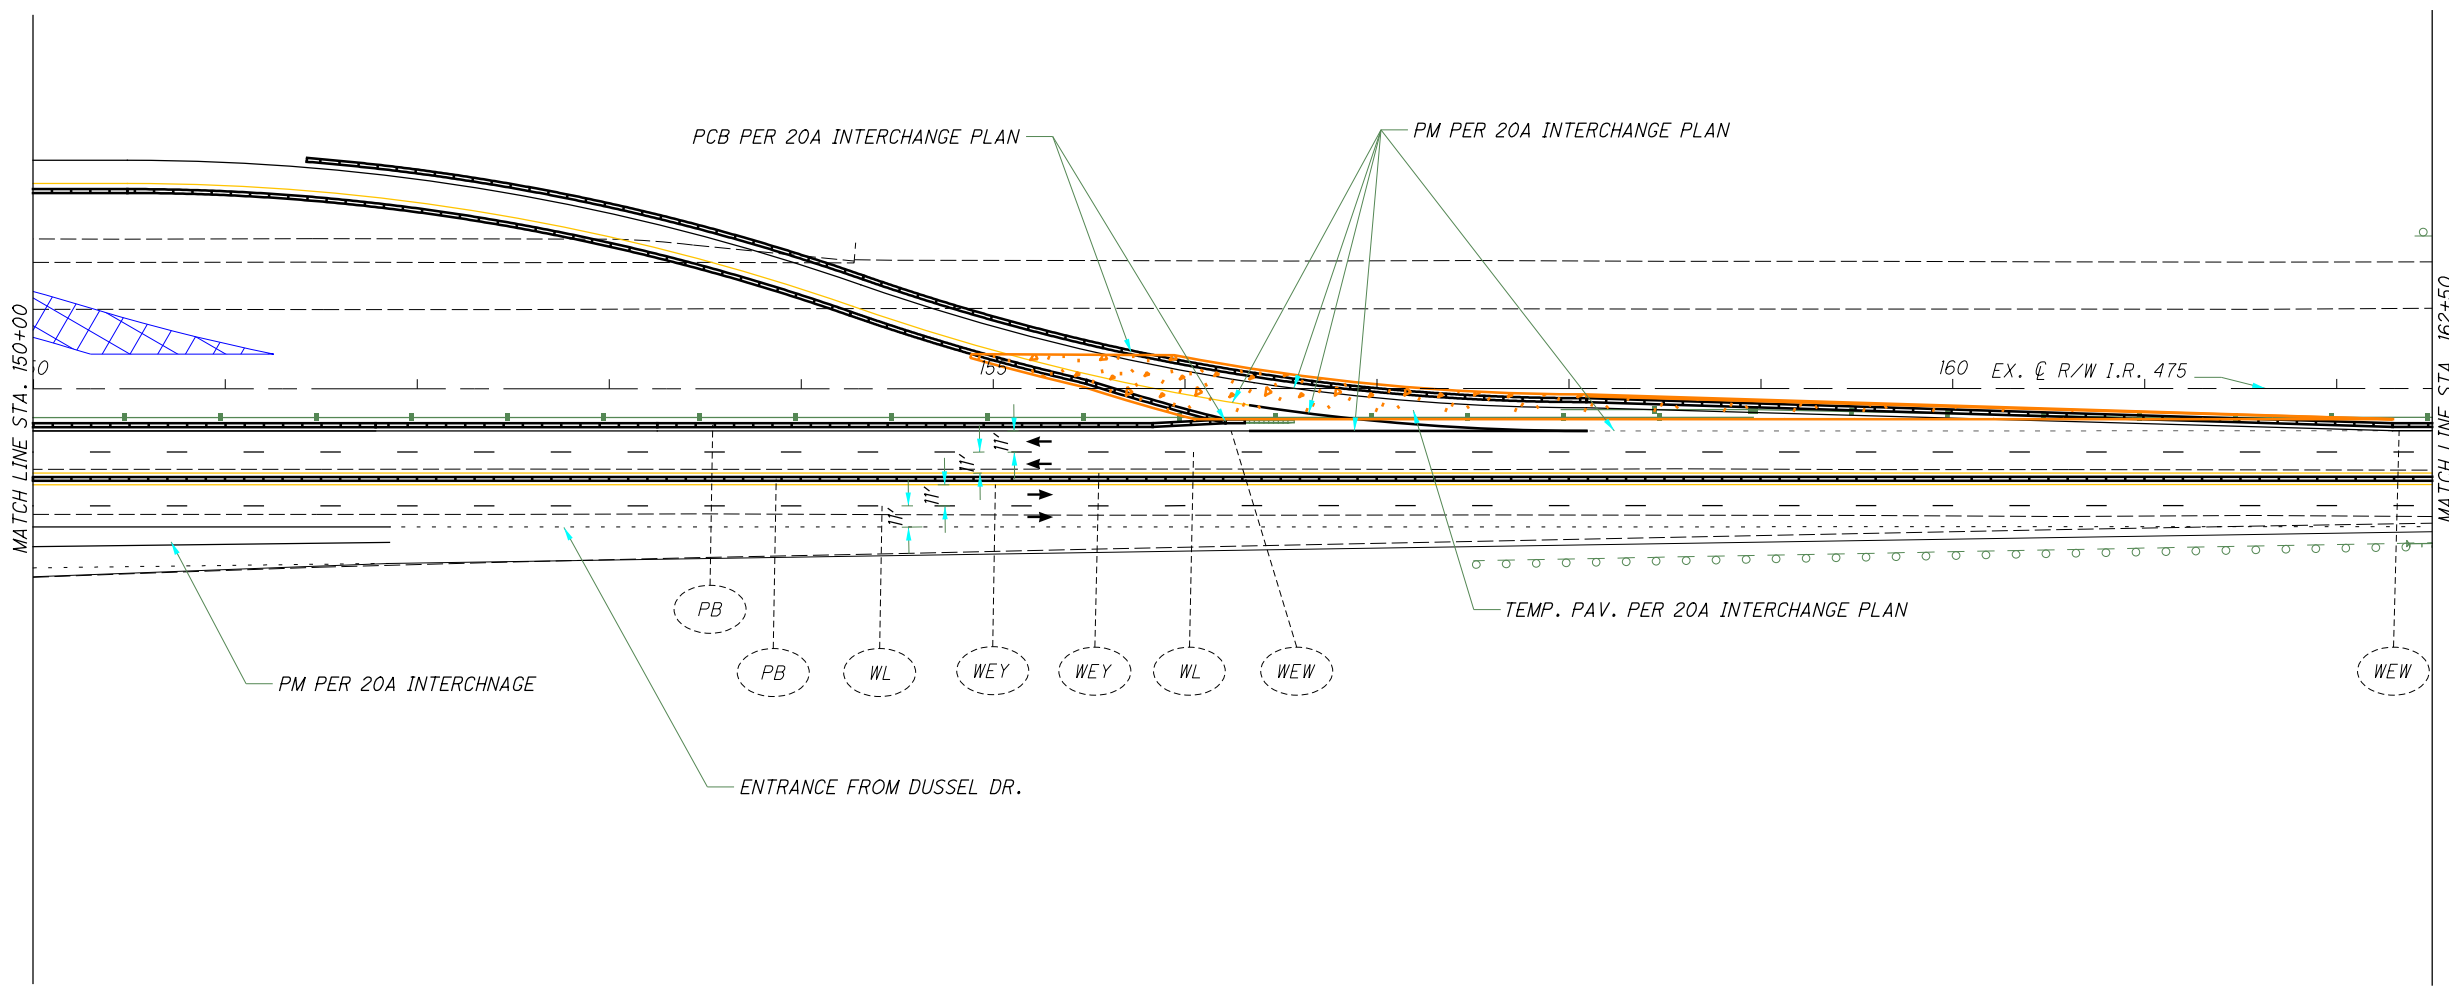 PCB PER 20A INTERCHANGE PLAN
PM PER 20A INTERCHANGE PLAN
MATCH LINE STA. 150+00
MATCH LINE STA. 162+50
50
155
160
EX. ℄ R/W I.R. 475
11'
11'
11'
11'
PB
PB
WL
WEY
WEY
WL
WEW
WEW
TEMP. PAV. PER 20A INTERCHANGE PLAN
PM PER 20A INTERCHNAGE
ENTRANCE FROM DUSSEL DR.